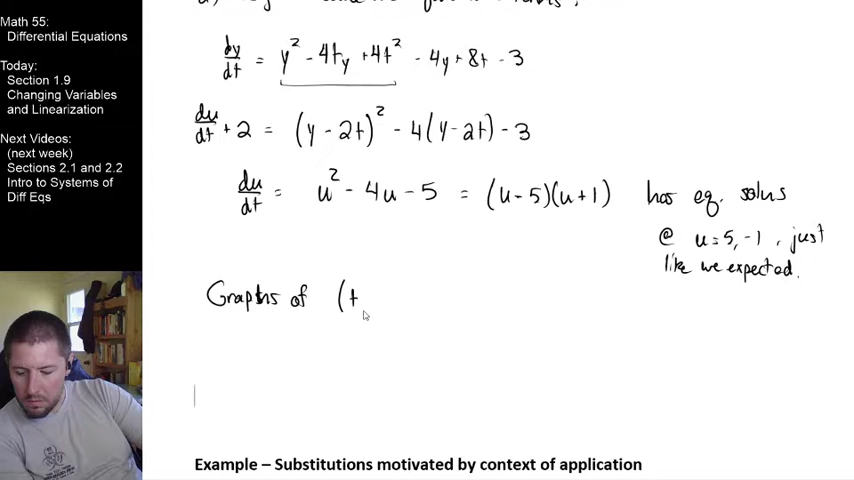 Math 55:
Differential Equations
Today:
Section 1.9
Changing Variables
and Linearization
Next Videos:
(next week)
Sections 2.1 and 2.2
Intro to Systems of
Diff Eqs
dy/dt = y² - 4ty + 4t² - 4y + 8t - 3
du/dt + 2 = (y - 2t)² - 4(y - 2t) - 3
du/dt = u² - 4u - 5 = (u - 5)(u + 1) has eq. solns
@ u = 5, -1, just
like we expected.
Graphs of (t
Example – Substitutions motivated by context of application